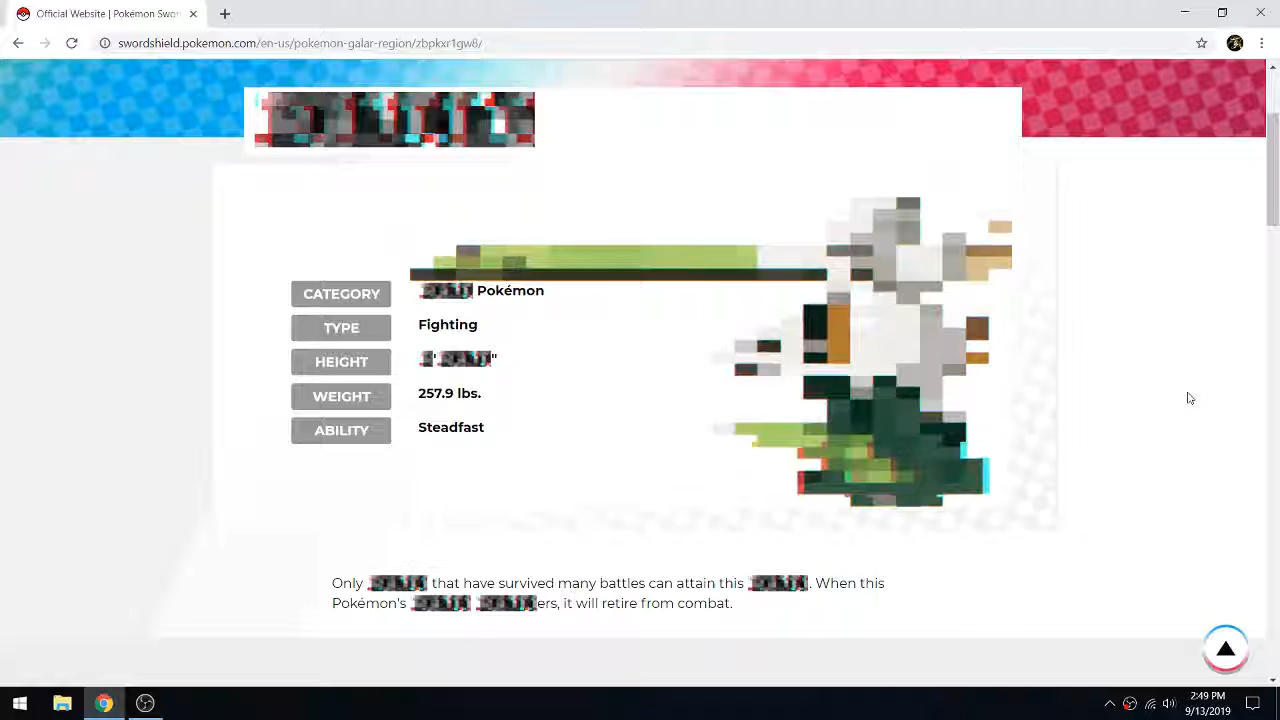 Official Website | Pokémon Swor
swordshield.pokemon.com/en-us/pokemon-galar-region/zbpkxr1gw8/
CATEGORY
Pokémon
TYPE
Fighting
HEIGHT
' "
WEIGHT
257.9 lbs.
ABILITY
Steadfast
Only that have survived many battles can attain this . When this
Pokémon's ers, it will retire from combat.
2:49 PM
9/13/2019